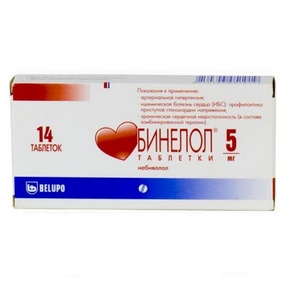 Показания к применению:
артериальная гипертензия;
ишемическая болезнь сердца (ИБС): профилактика
приступов стенокардии напряжения;
хроническая сердечная недостаточность (в составе
комбинированной терапии).
14
ТАБЛЕТОК
БИНЕЛОЛ®
ТАБЛЕТКИ
5
МГ
небиволол
BELUPO